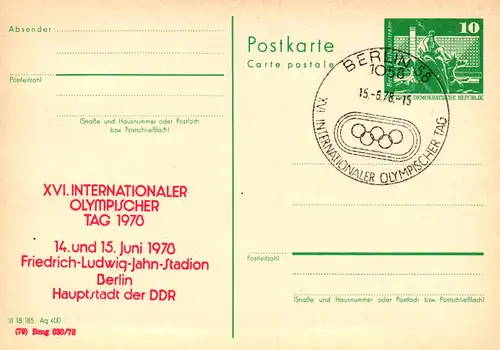 Absender
Postleitzahl
(Straße und Hausnummer oder Postfach
bzw. Postschließfach)
XVI. INTERNATIONALER
OLYMPISCHER
TAG 1978
14. und 15. Juni 1978
Friedrich-Ludwig-Jahn-Stadion
Berlin
Hauptstadt der DDR
III 18 185 Ag 400
(79) Bmg 030/78
Postkarte
Carte postale
10
DEMOKRATISCHE REPUBLIK
BERLIN 58
1058
15.-6.78.-15
XVI. INTERNATIONALER OLYMPISCHER TAG
Postleitzahl
(Straße und Hausnummer oder Postfach bzw. Postschließfach)